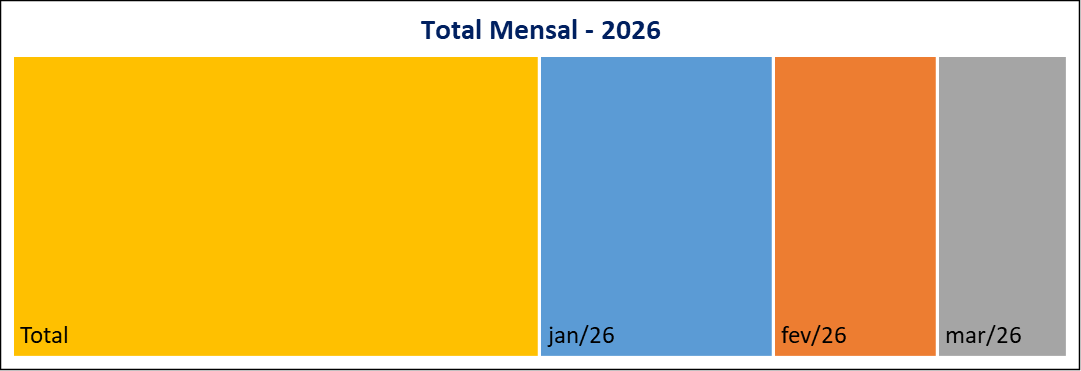 Total Mensal - 2026
Total
jan/26
fev/26
mar/26